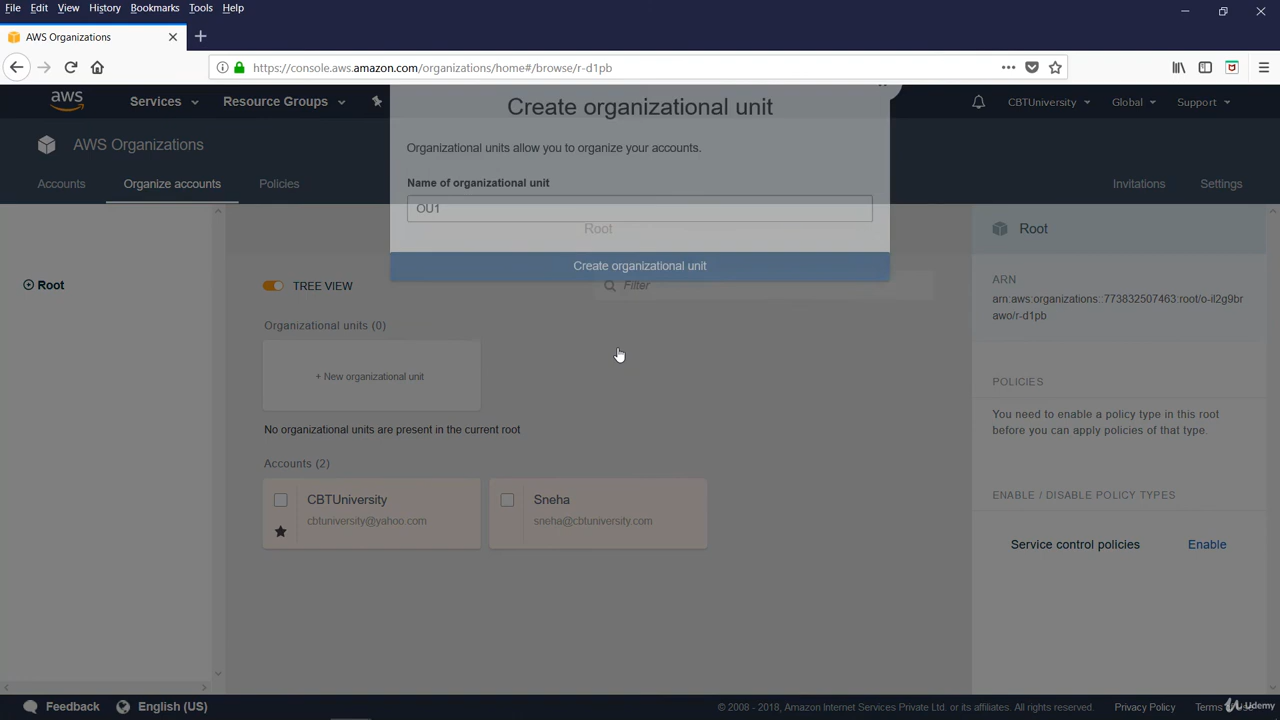 File Edit View History Bookmarks Tools Help
AWS Organizations
https://console.aws.amazon.com/organizations/home#/browse/r-d1pb
aws Services Resource Groups CBTUniversity Global Support
Create organizational unit
AWS Organizations
Organizational units allow you to organize your accounts.
Accounts Organize accounts Policies Invitations Settings
Name of organizational unit
OU1
Root
Root
Create organizational unit
Root
TREE VIEW
Filter
ARN
arn:aws:organizations::773832507463:root/o-il2g9br
awo/r-d1pb
Organizational units (0)
+ New organizational unit
No organizational units are present in the current root
POLICIES
You need to enable a policy type in this root
before you can apply policies of that type.
Accounts (2)
CBTUniversity
cbtuniversity@yahoo.com
Sneha
sneha@cbtuniversity.com
ENABLE / DISABLE POLICY TYPES
Service control policies Enable
Feedback English (US) © 2008 - 2018, Amazon Internet Services Private Ltd. or its affiliates. All rights reserved. Privacy Policy Terms
Udemy